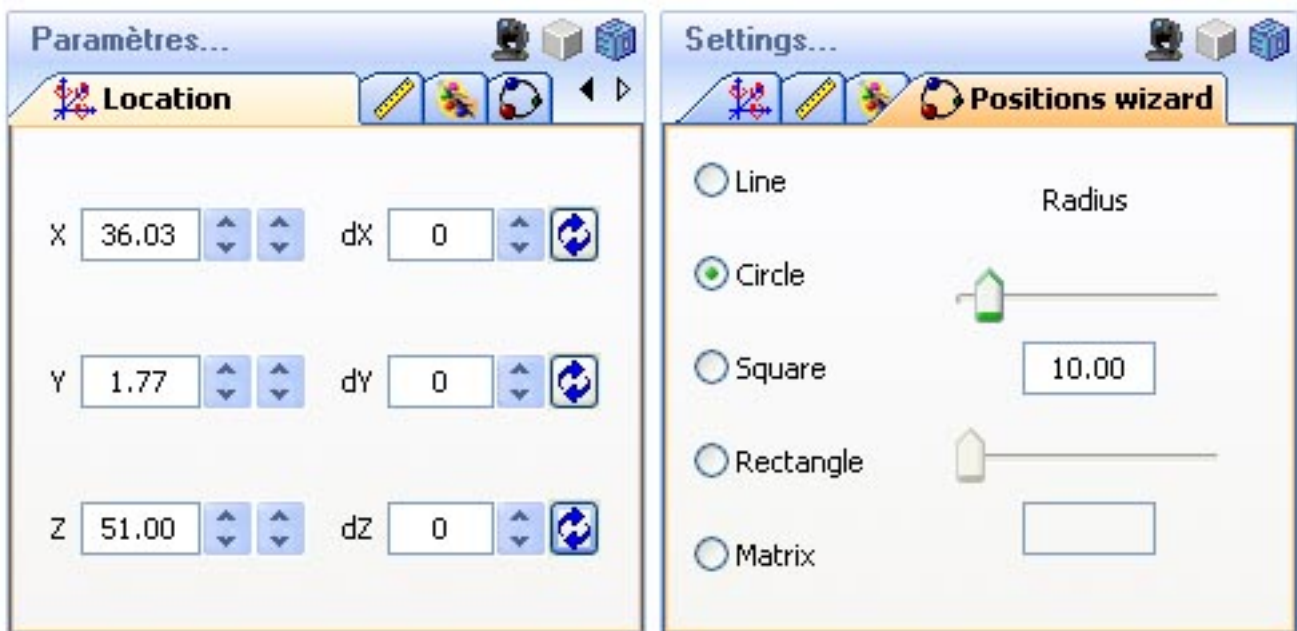 Paramètres...
Location
X 36.03 dX 0
Y 1.77 dY 0
Z 51.00 dZ 0
Settings...
Positions wizard
Line
Radius
Circle
Square 10.00
Rectangle
Matrix